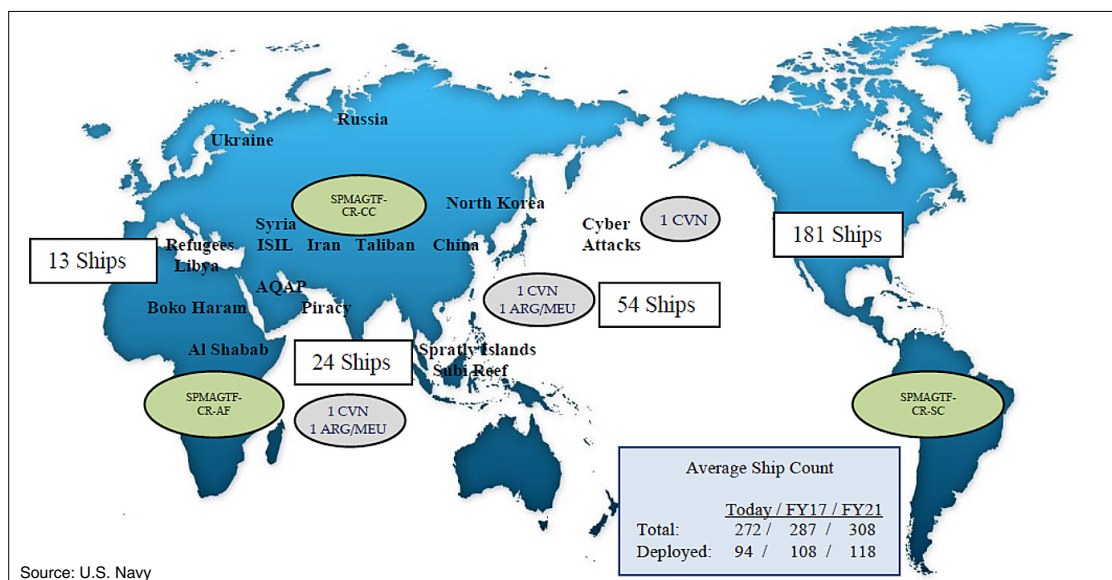 Russia
Ukraine
SPMAGTF-
CR-CC
North Korea
1 CVN
Syria
Cyber
Attacks
181 Ships
ISIL Iran Taliban China
Refugees
Libya
13 Ships
AQAP
1 CVN
1 ARG/MEU
54 Ships
Boko Haram
Piracy
Al Shabab
24 Ships
Spratly Islands
Subi Reef
SPMAGTF-
CR-AF
1 CVN
1 ARG/MEU
SPMAGTF-
CR-SC
Average Ship Count
Today / FY17 / FY21
Total: 272 / 287 / 308
Deployed: 94 / 108 / 118
Source: U.S. Navy